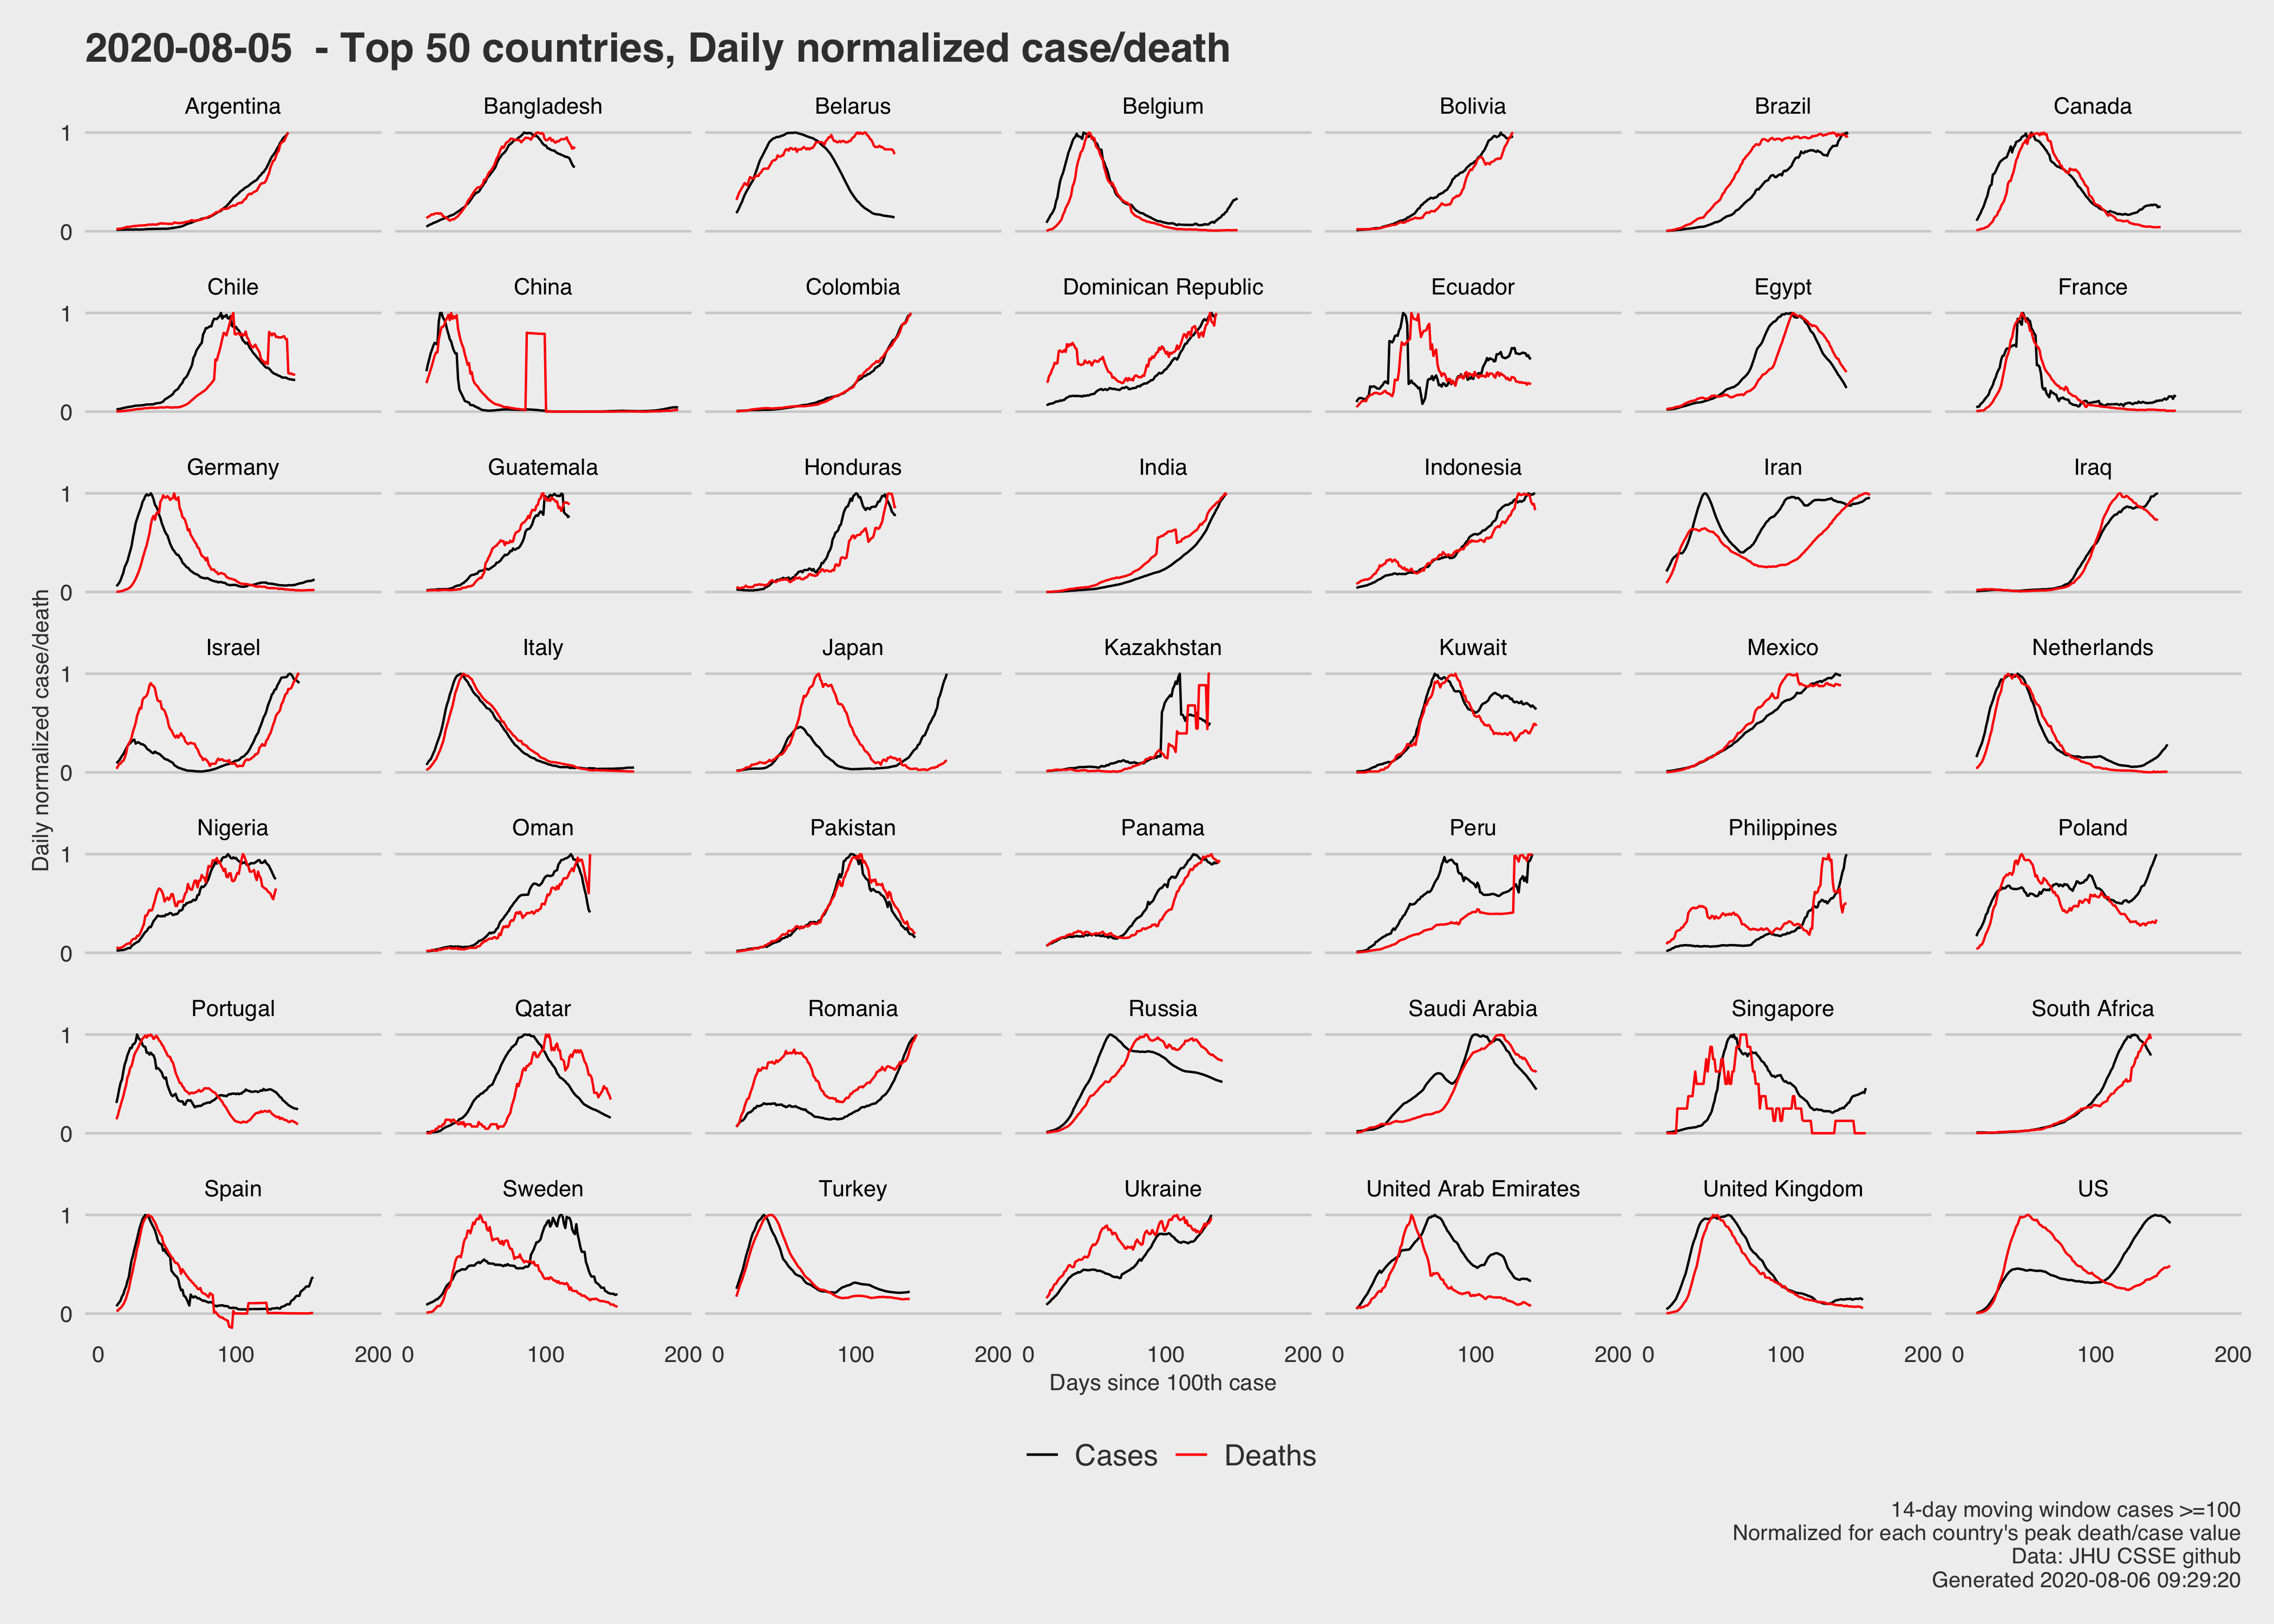 2020-08-05  - Top 50 countries, Daily normalized case/death
Argentina Bangladesh Belarus Belgium Bolivia Brazil Canada
1
0
Chile China Colombia Dominican Republic Ecuador Egypt France
1
0
Germany Guatemala Honduras India Indonesia Iran Iraq
1
0
Israel Italy Japan Kazakhstan Kuwait Mexico Netherlands
1
0
Nigeria Oman Pakistan Panama Peru Philippines Poland
1
0
Portugal Qatar Romania Russia Saudi Arabia Singapore South Africa
1
0
Spain Sweden Turkey Ukraine United Arab Emirates United Kingdom US
1
0
Daily normalized case/death
0 100 200 0 100 200 0 100 200 0 100 200 0 100 200 0 100 200 0 100 200
Days since 100th case
Cases Deaths
14-day moving window cases >=100
Normalized for each country's peak death/case value
Data: JHU CSSE github
Generated 2020-08-06 09:29:20